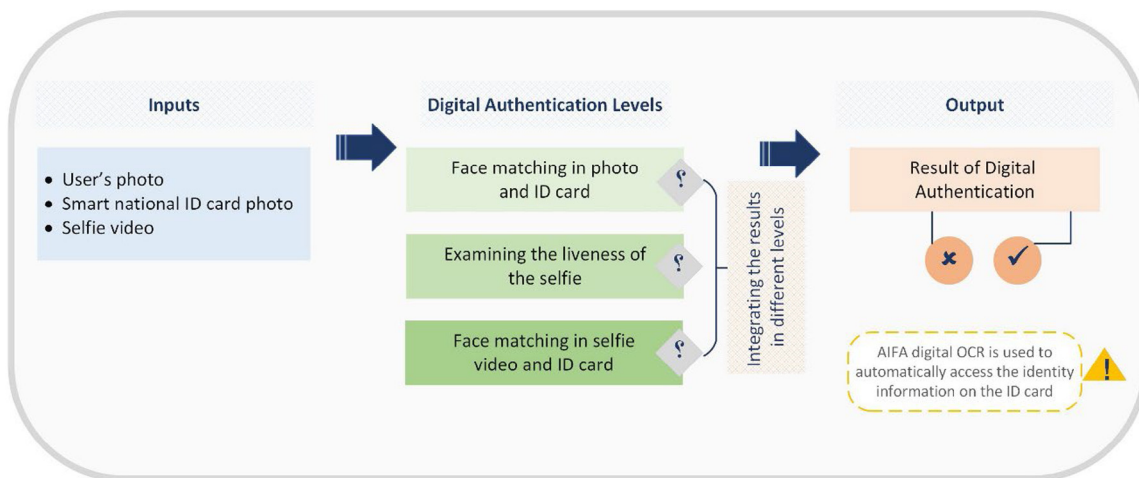 Inputs
• User's photo
• Smart national ID card photo
• Selfie video
Digital Authentication Levels
Face matching in photo
and ID card
؟
Examining the liveness of
the selfie
؟
Face matching in selfie
video and ID card
؟
Integrating the results
in different levels
Output
Result of Digital
Authentication
AIFA digital OCR is used to
automatically access the identity
information on the ID card
!